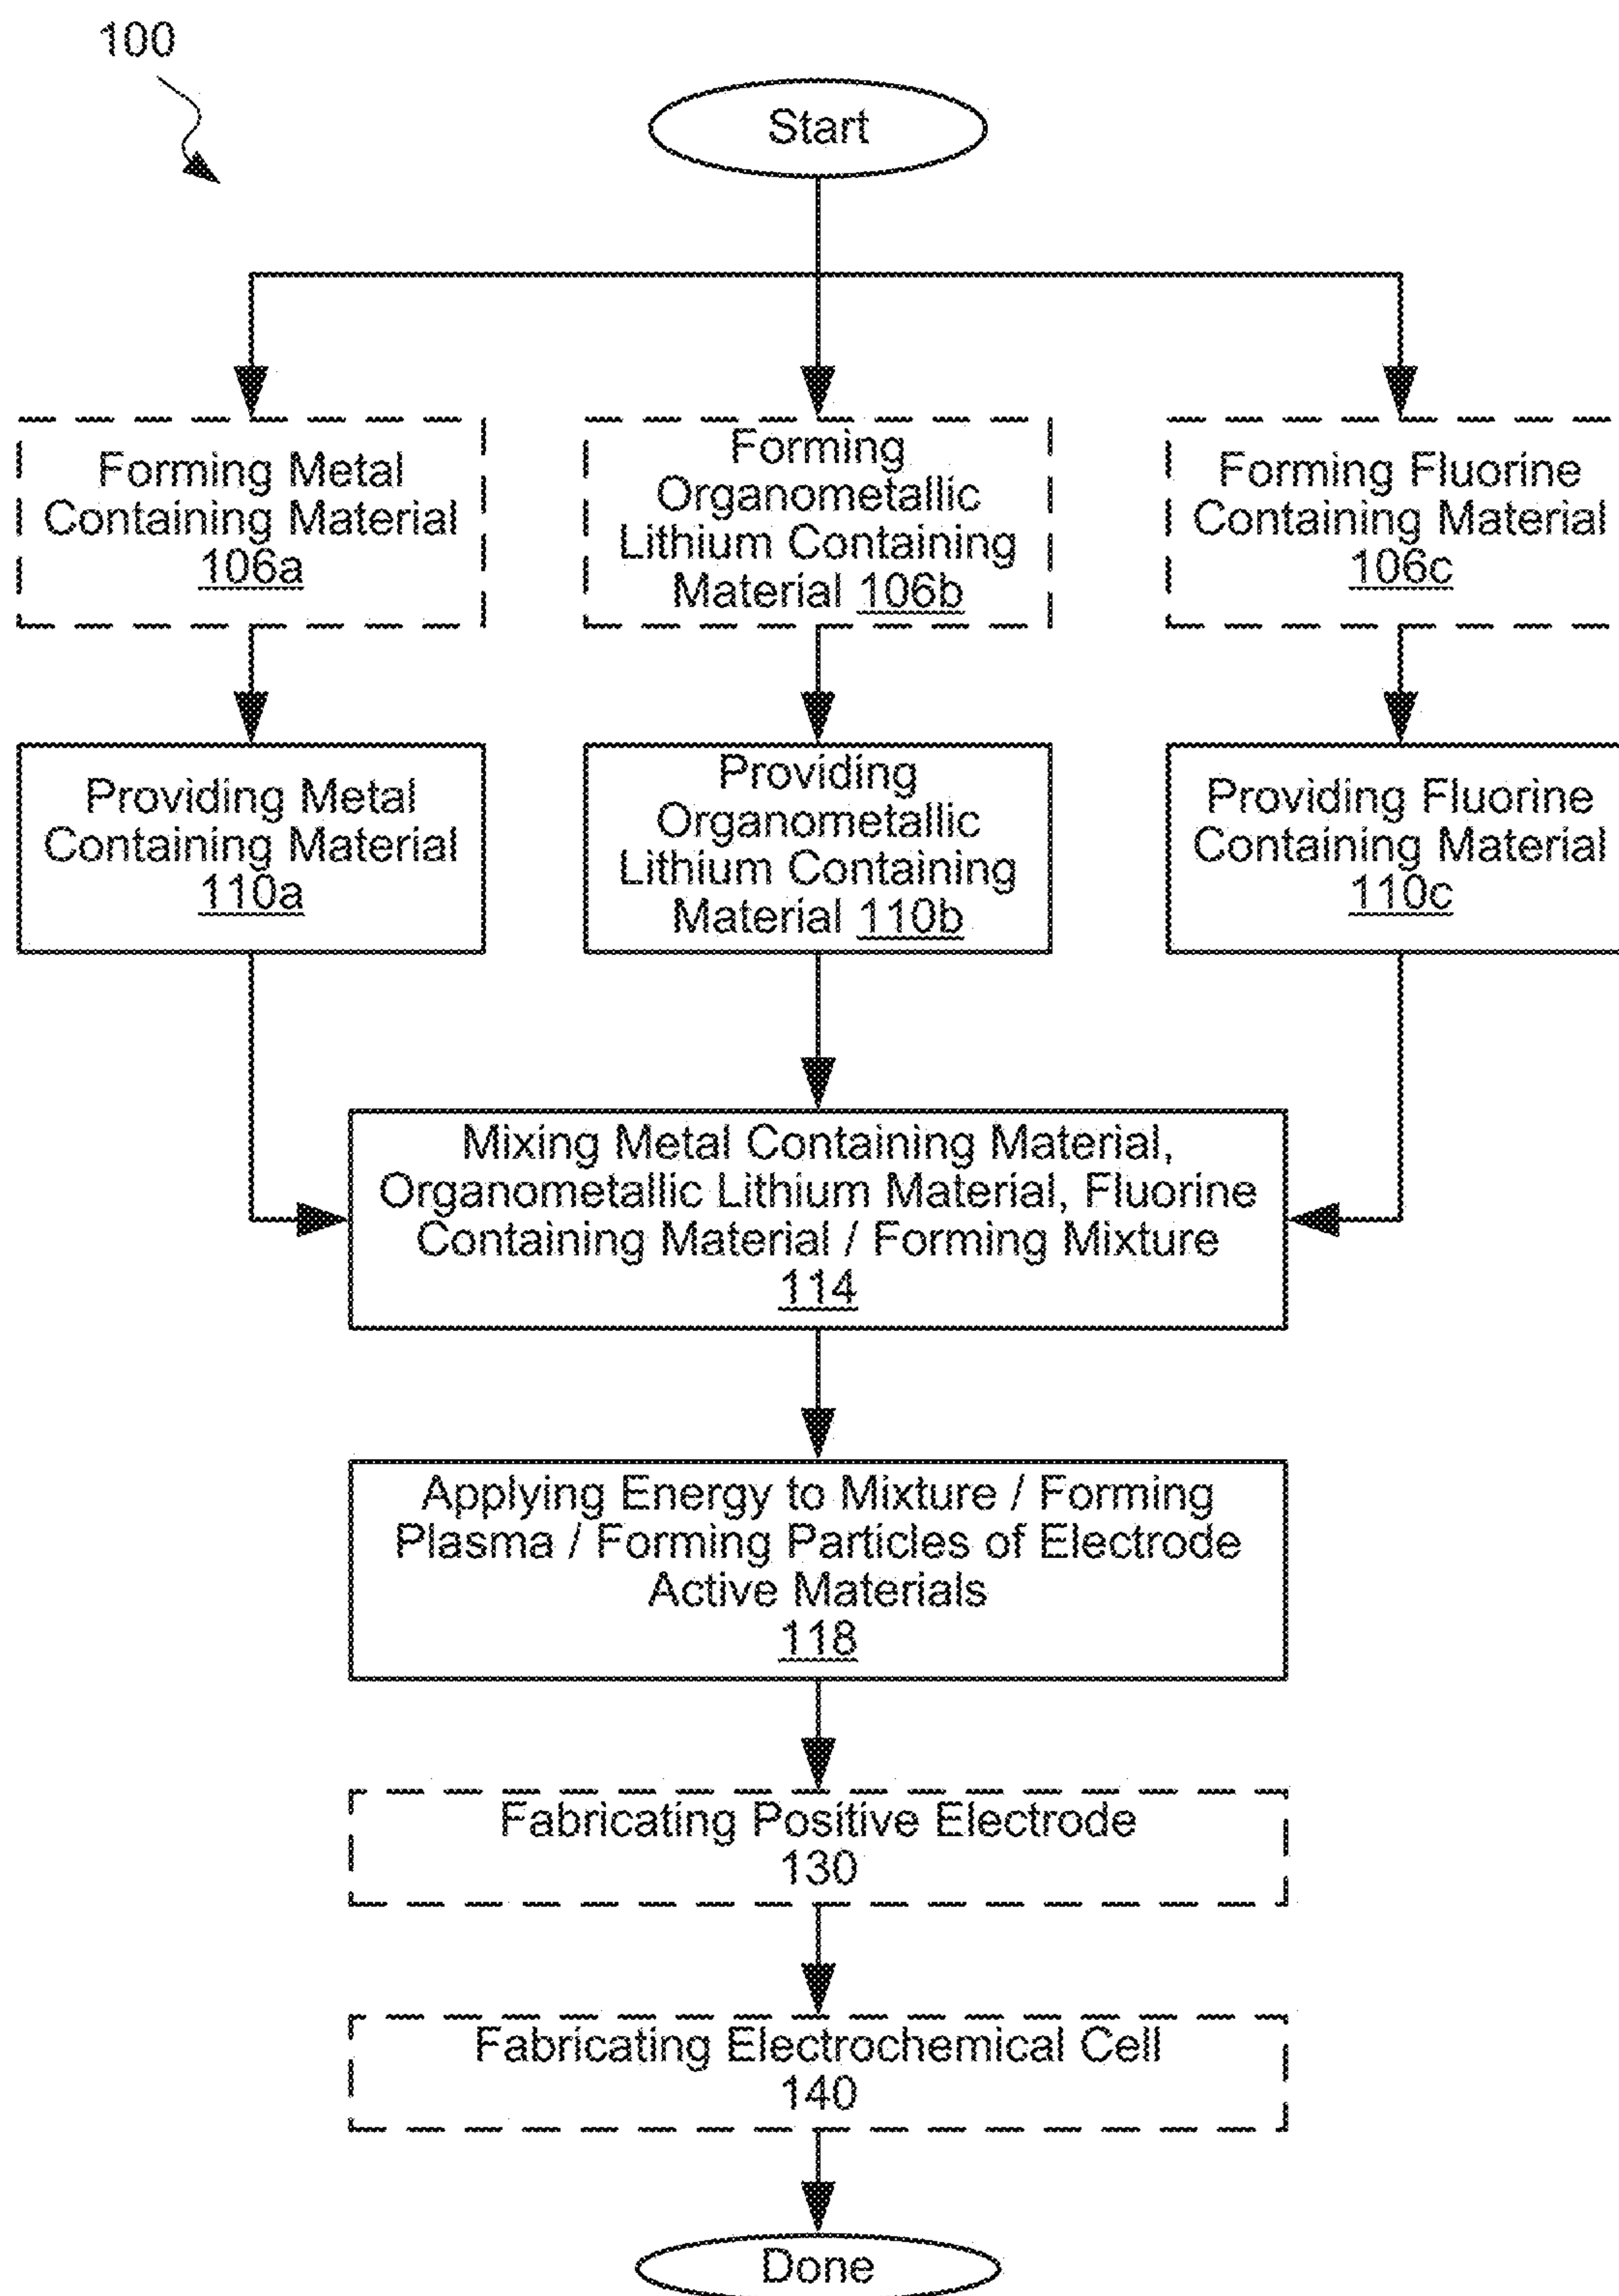 100
Start
Forming Metal
Containing Material
106a
Forming
Organometallic
Lithium Containing
Material 106b
Forming Fluorine
Containing Material
106c
Providing Metal
Containing Material
110a
Providing
Organometallic
Lithium Containing
Material 110b
Providing Fluorine
Containing Material
110c
Mixing Metal Containing Material,
Organometallic Lithium Material, Fluorine
Containing Material / Forming Mixture
114
Applying Energy to Mixture / Forming
Plasma / Forming Particles of Electrode
Active Materials
118
Fabricating Positive Electrode
130
Fabricating Electrochemical Cell
140
Done